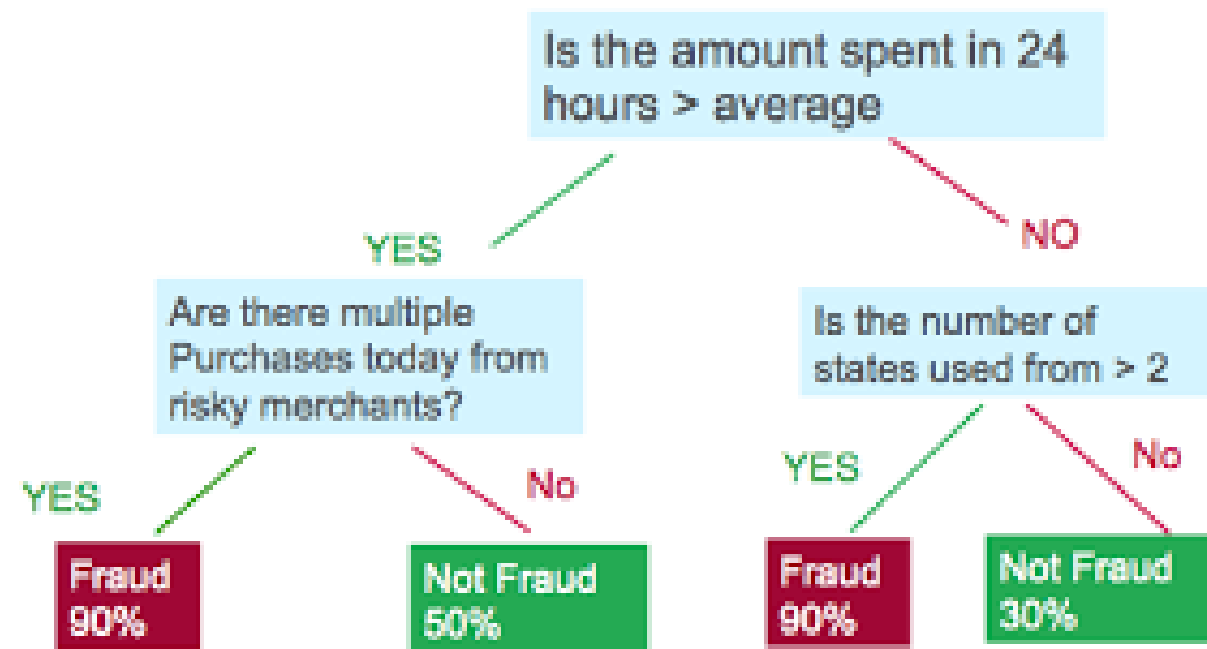 Is the amount spent in 24
hours > average
YES
NO
Are there multiple
Purchases today from
risky merchants?
Is the number of
states used from > 2
YES
No
YES
No
Fraud
90%
Not Fraud
50%
Fraud
90%
Not Fraud
30%